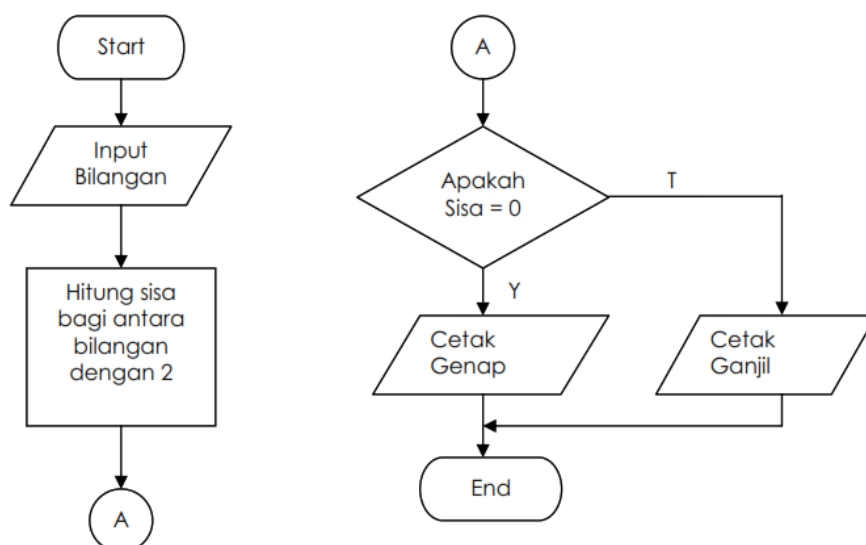 Start
Input
Bilangan
Hitung sisa
bagi antara
bilangan
dengan 2
A
A
Apakah
Sisa = 0
T
Y
Cetak
Genap
Cetak
Ganjil
End